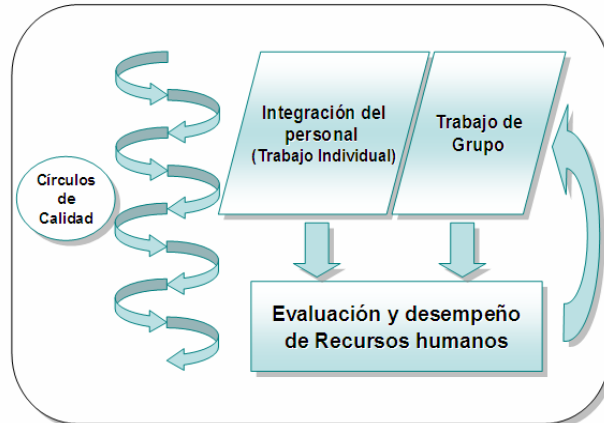 Integración del
personal
(Trabajo Individual)
Trabajo de
Grupo
Círculos
de
Calidad
Evaluación y desempeño
de Recursos humanos